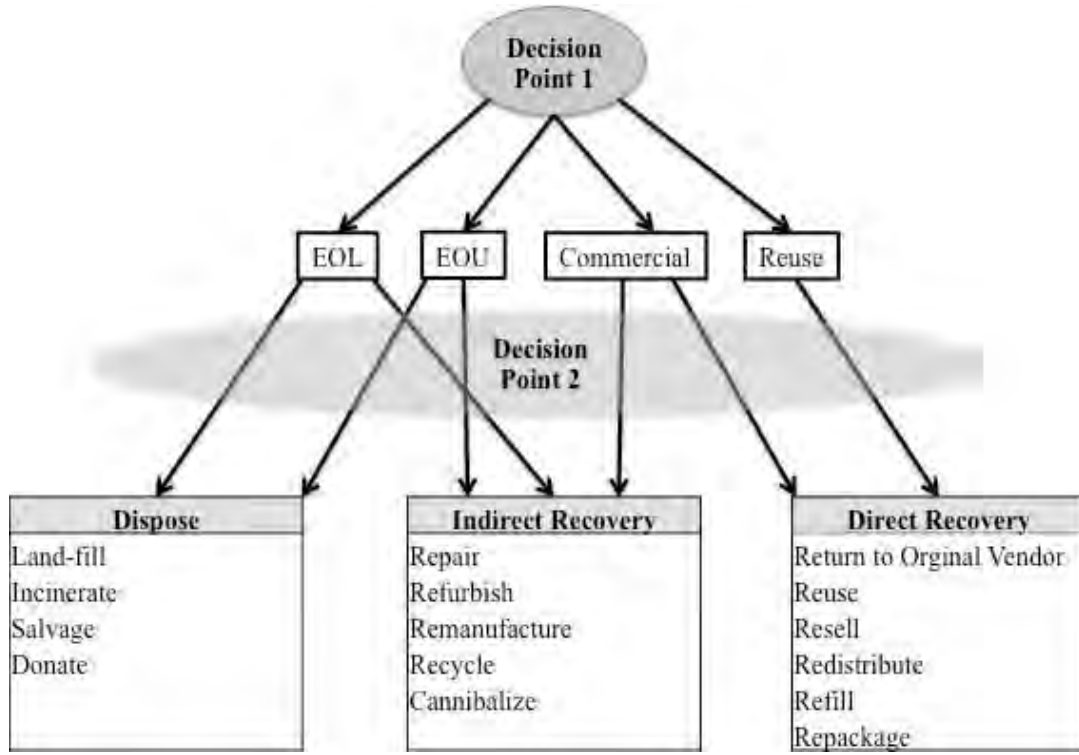 Decision
Point 1
EOL
EOU
Commercial
Reuse
Decision
Point 2
Dispose
Land-fill
Incinerate
Salvage
Donate
Indirect Recovery
Repair
Refurbish
Remanufacture
Recycle
Cannibalize
Direct Recovery
Return to Orginal Vendor
Reuse
Resell
Redistribute
Refill
Repackage